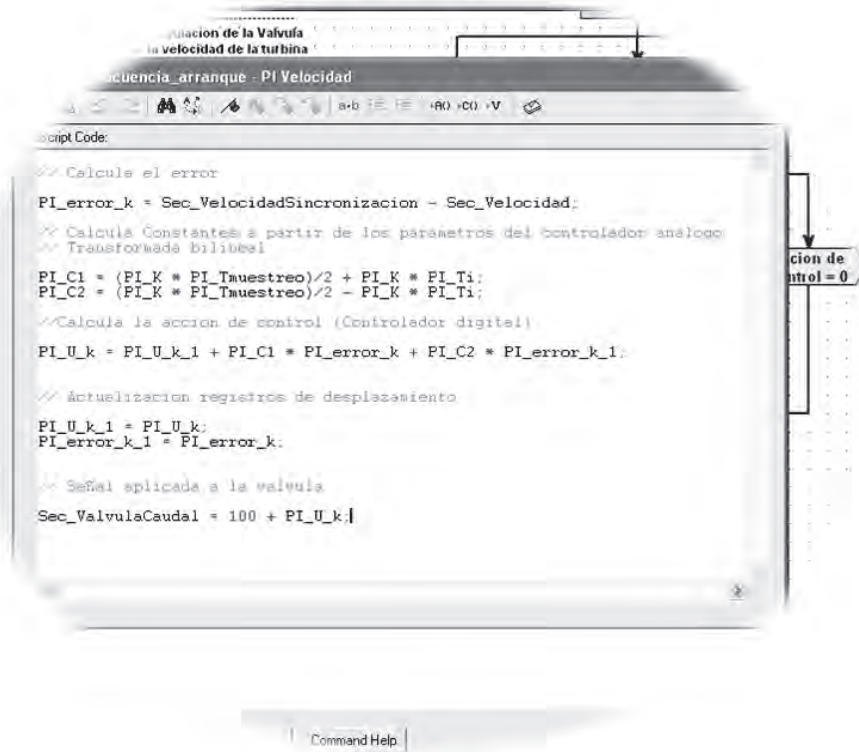 de la Valvula
velocidad de la turbina
cuencia_arranque - PI Velocidad
a•b
Script Code:
// Calcula el error
PI_error_k = Sec_VelocidadSincronizacion - Sec_Velocidad;
// Calcula Constantes a partir de los parametros del controlador analogo
// Transformada bilineal
PI_C1 = (PI_K * PI_Tmuestreo)/2 + PI_K * PI_Ti;
PI_C2 = (PI_K * PI_Tmuestreo)/2 - PI_K * PI_Ti;
//Calcula la accion de control (Controlador digital)
PI_U_k = PI_U_k_1 + PI_C1 * PI_error_k + PI_C2 * PI_error_k_1;
// Actualizacion registros de desplazamiento
PI_U_k_1 = PI_U_k;
PI_error_k_1 = PI_error_k;
// Señal aplicada a la valvula
Sec_ValvulaCaudal = 100 + PI_U_k;
cion de
ntrol = 0
Command Help